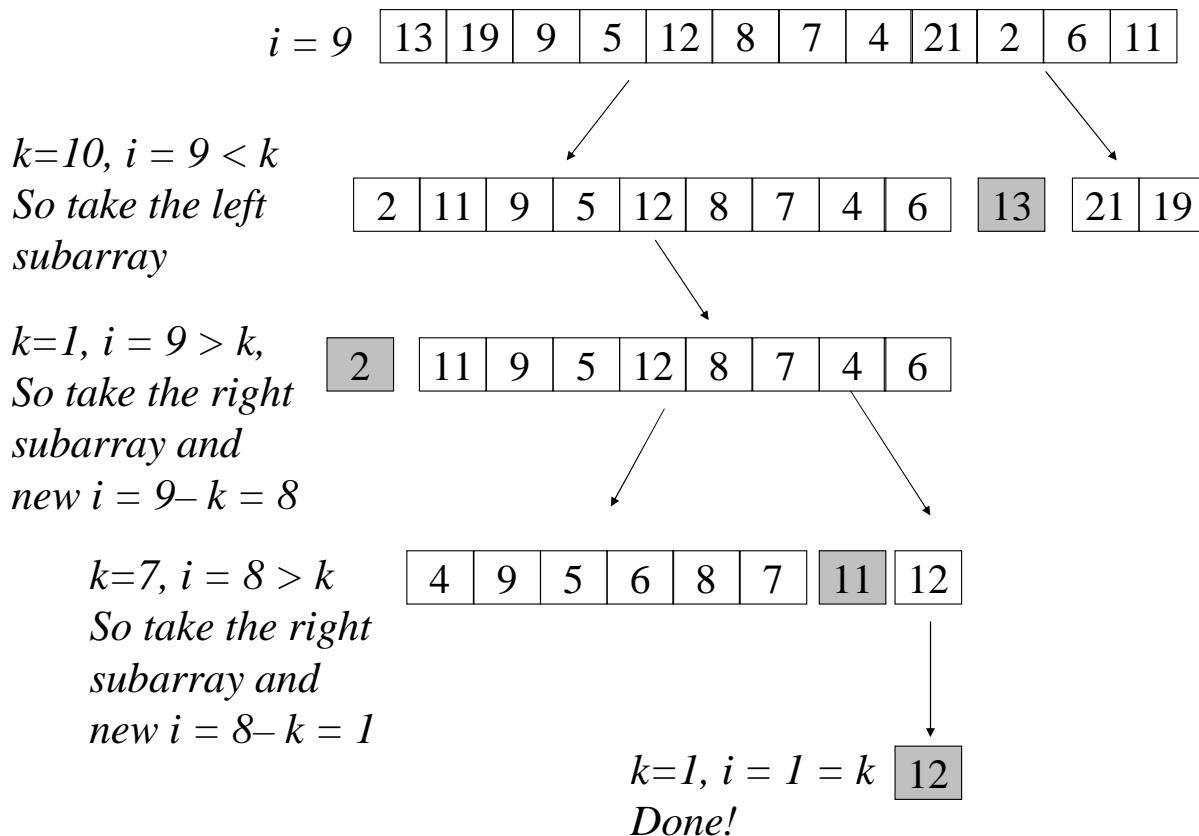 i = 9 13 19 9 5 12 8 7 4 21 2 6 11
k=10, i = 9 < k
So take the left
subarray
2 11 9 5 12 8 7 4 6 13 21 19
k=1, i = 9 > k,
So take the right
subarray and
new i = 9– k = 8
2 11 9 5 12 8 7 4 6
k=7, i = 8 > k
So take the right
subarray and
new i = 8– k = 1
4 9 5 6 8 7 11 12
k=1, i = 1 = k 12
Done!